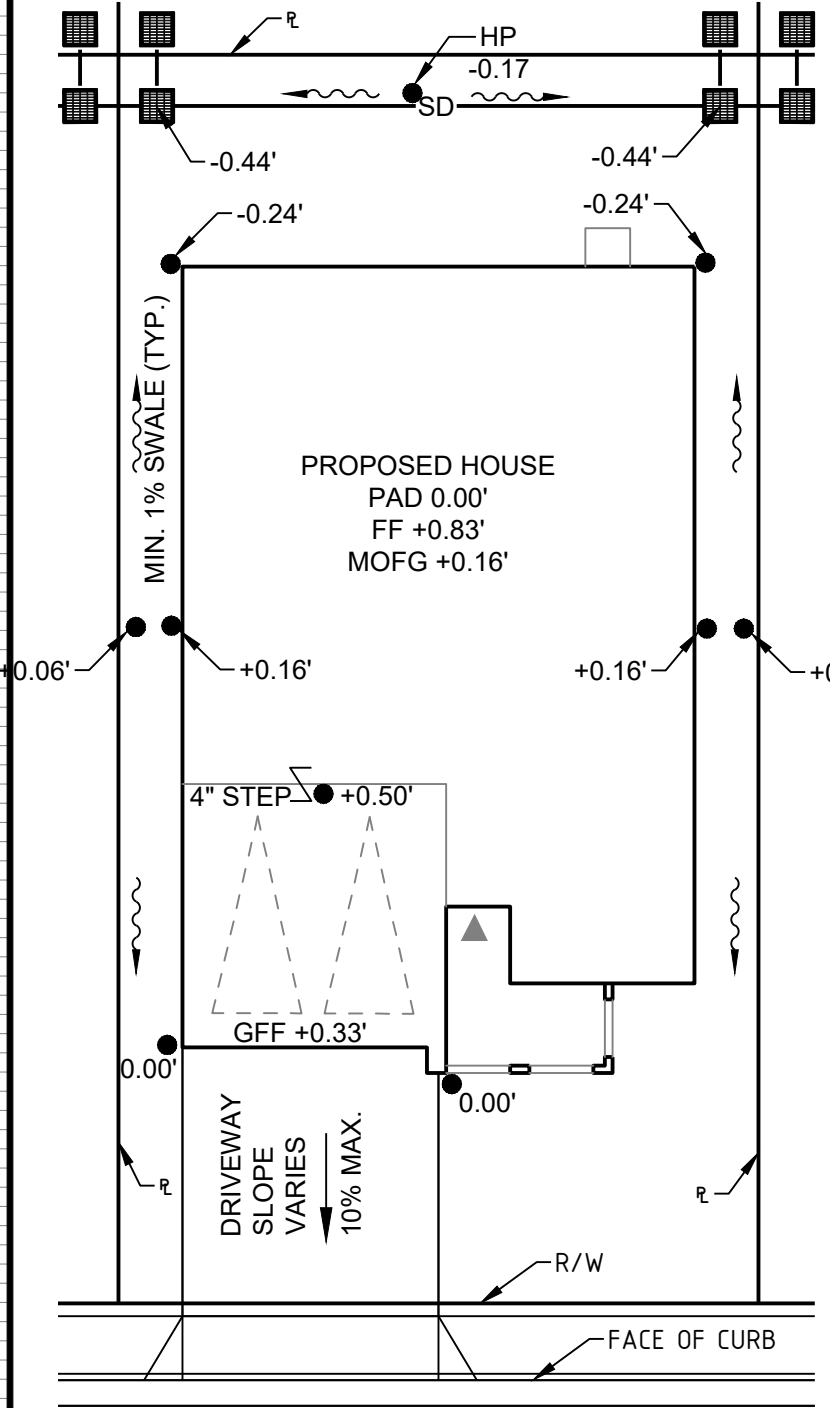 ℄
HP
-0.17
SD
-0.44'
-0.44'
-0.24'
-0.24'
MIN. 1% SWALE (TYP.)
PROPOSED HOUSE
PAD 0.00'
FF +0.83'
MOFG +0.16'
+0.06'
+0.16'
+0.16'
+0
4" STEP
+0.50'
GFF +0.33'
0.00'
0.00'
DRIVEWAY
SLOPE
VARIES
10% MAX.
℄
℄
R/W
FACE OF CURB